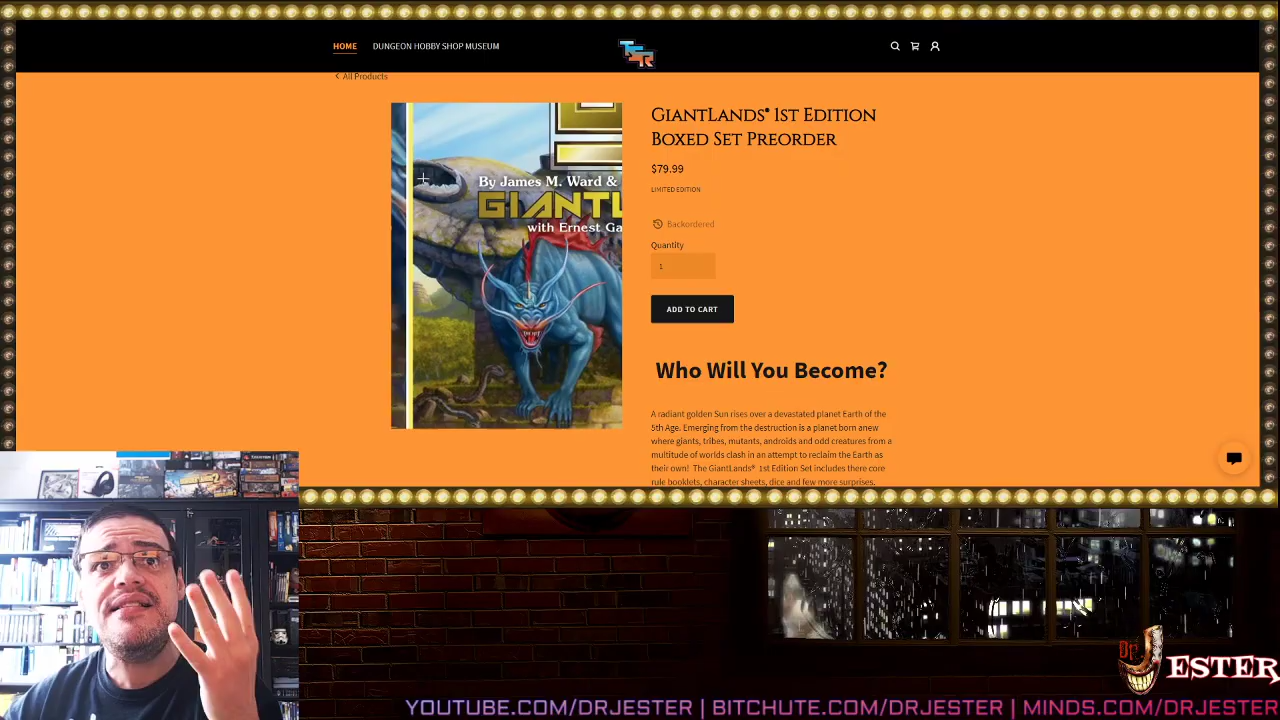 HOME
DUNGEON HOBBY SHOP MUSEUM
TSR
All Products
By James M. Ward &
GIANTL
with Ernest Ga
GiantLands® 1st Edition
Boxed Set Preorder
$79.99
LIMITED EDITION
Backordered
Quantity
1
ADD TO CART
Who Will You Become?
A radiant golden Sun rises over a devastated planet Earth of the
5th Age. Emerging from the destruction is a planet born anew
where giants, tribes, mutants, androids and odd creatures from a
multitude of worlds clash in an attempt to reclaim the Earth as
their own! The GiantLands® 1st Edition Set includes there core
rule booklets, character sheets, dice and few more surprises.
DR. JESTER
YOUTUBE.COM/DRJESTER | BITCHUTE.COM/DRJESTER | MINDS.COM/DRJESTER